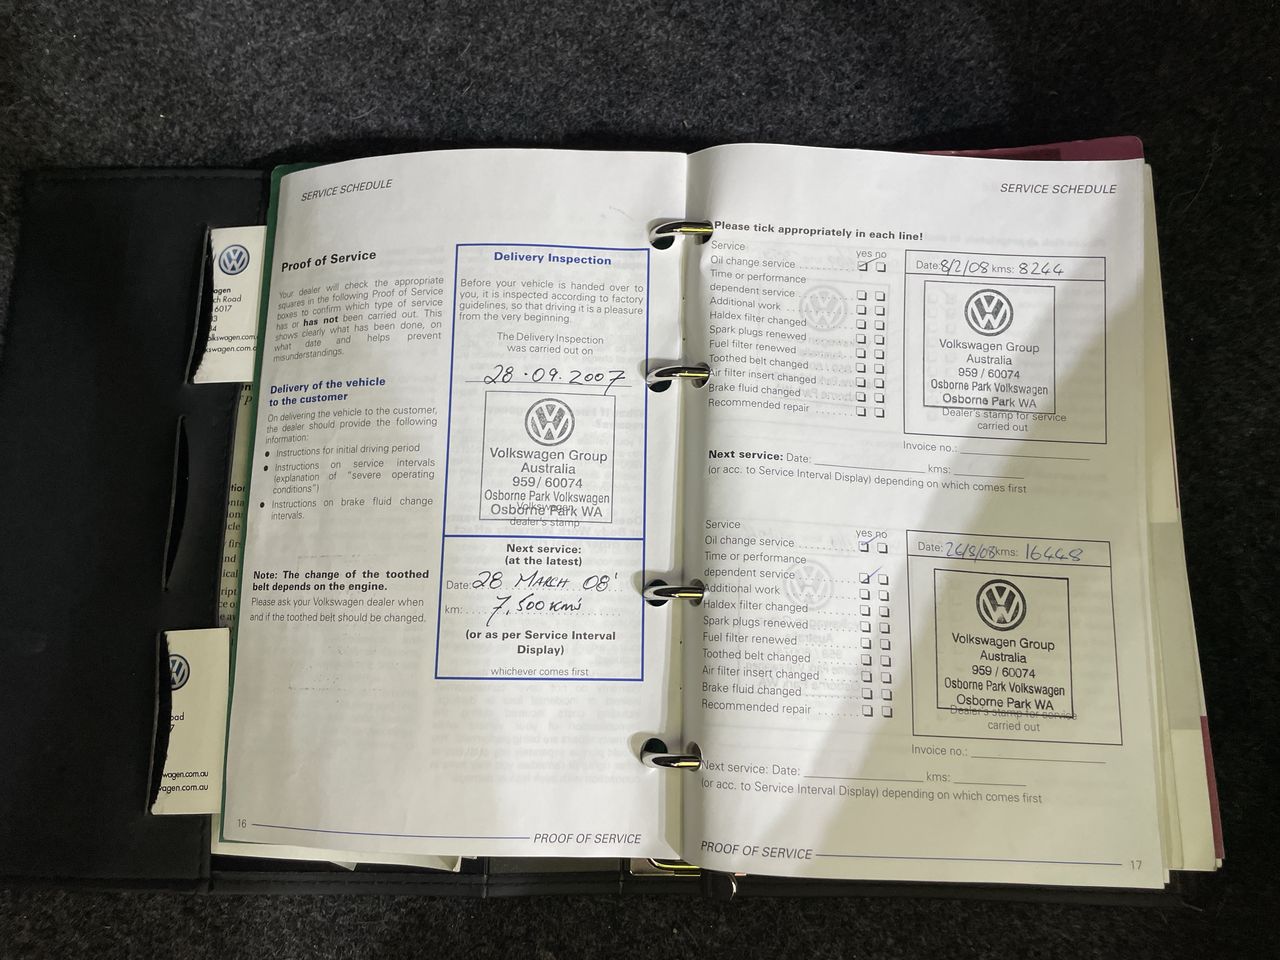 SERVICE SCHEDULE
Proof of Service
Your dealer will check the appropriate
squares in the following Proof of Service
boxes to confirm which type of service
has or has not been carried out. This
shows clearly what has been done, on
what date and helps prevent
misunderstandings.
Delivery of the vehicle
to the customer
On delivering the vehicle to the customer,
the dealer should provide the following
information:
● Instructions for initial driving period
● Instructions on service intervals
(explanation of "severe operating
conditions")
● Instructions on brake fluid change
intervals.
Note: The change of the toothed
belt depends on the engine.
Please ask your Volkswagen dealer when
and if the toothed belt should be changed.
Delivery Inspection
Before your vehicle is handed over to
you, it is inspected according to factory
guidelines, so that driving it is a pleasure
from the very beginning.
The Delivery Inspection
was carried out on
28.09.2007
Volkswagen Group
Australia
959 / 60074
Osborne Park Volkswagen
Osborne Park WA
Volkswagen
dealer's stamp
Next service:
(at the latest)
Date: 28 MARCH 08'
km: 7,500 km's
(or as per Service Interval
Display)
whichever comes first
16
PROOF OF SERVICE
SERVICE SCHEDULE
Please tick appropriately in each line!
Service yes no
Oil change service
Time or performance
dependent service
Additional work
Haldex filter changed
Spark plugs renewed
Fuel filter renewed
Toothed belt changed
Air filter insert changed
Brake fluid changed
Recommended repair
Date: 8/2/08 kms: 8244
Volkswagen Group
Australia
959 / 60074
Osborne Park Volkswagen
Osborne Park WA
Dealer's stamp for service
carried out
Invoice no.:
Next service: Date: kms:
(or acc. to Service Interval Display) depending on which comes first
Service yes no
Oil change service
Time or performance
dependent service
Additional work
Haldex filter changed
Spark plugs renewed
Fuel filter renewed
Toothed belt changed
Air filter insert changed
Brake fluid changed
Recommended repair
Date: kms: 16448
Volkswagen Group
Australia
959 / 60074
Osborne Park Volkswagen
Osborne Park WA
Dealer's stamp for service
carried out
Invoice no.:
Next service: Date: kms:
(or acc. to Service Interval Display) depending on which comes first
PROOF OF SERVICE
17
Road
6017
wagen.com.au